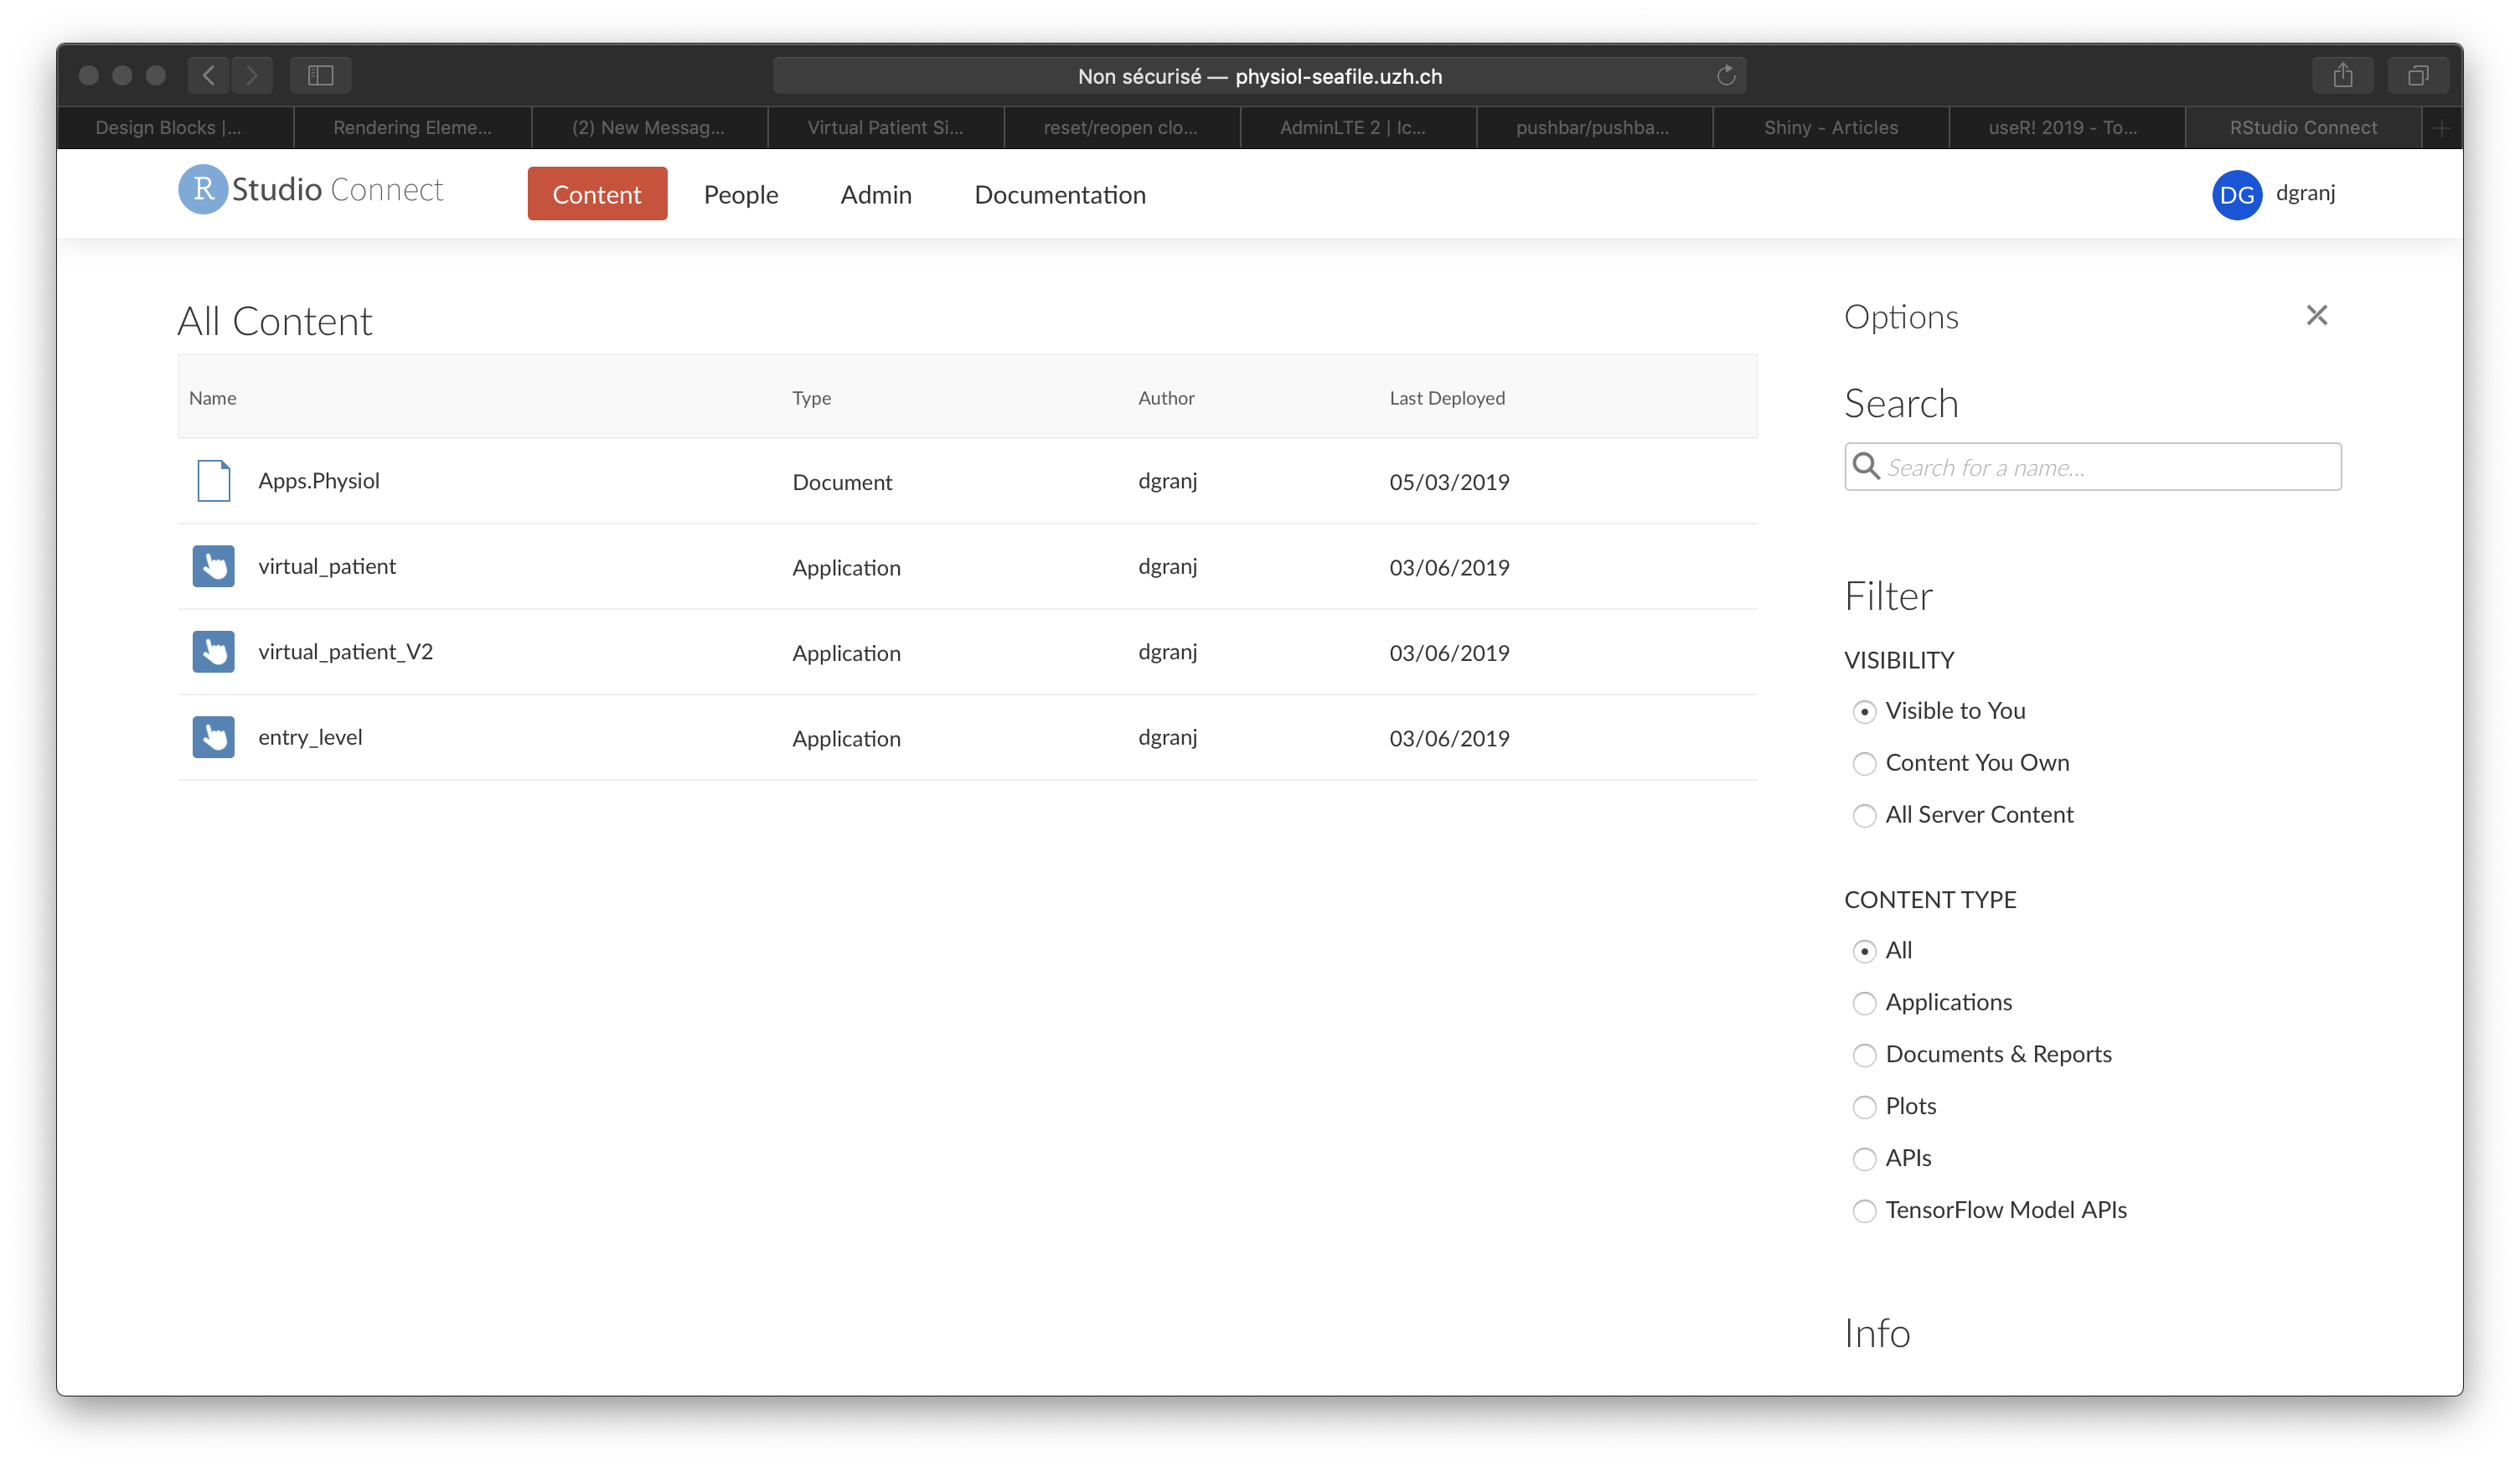 Non sécurisé — physiol-seafile.uzh.ch
Design Blocks |... Rendering Eleme... (2) New Messag... Virtual Patient Si... reset/reopen clo... AdminLTE 2 | Ic... pushbar/pushba... Shiny - Articles useR! 2019 - To... RStudio Connect
R Studio Connect Content People Admin Documentation DG dgranj
All Content
Name Type Author Last Deployed
Apps.Physiol Document dgranj 05/03/2019
virtual_patient Application dgranj 03/06/2019
virtual_patient_V2 Application dgranj 03/06/2019
entry_level Application dgranj 03/06/2019
Options
Search
Search for a name...
Filter
VISIBILITY
Visible to You
Content You Own
All Server Content
CONTENT TYPE
All
Applications
Documents & Reports
Plots
APIs
TensorFlow Model APIs
Info